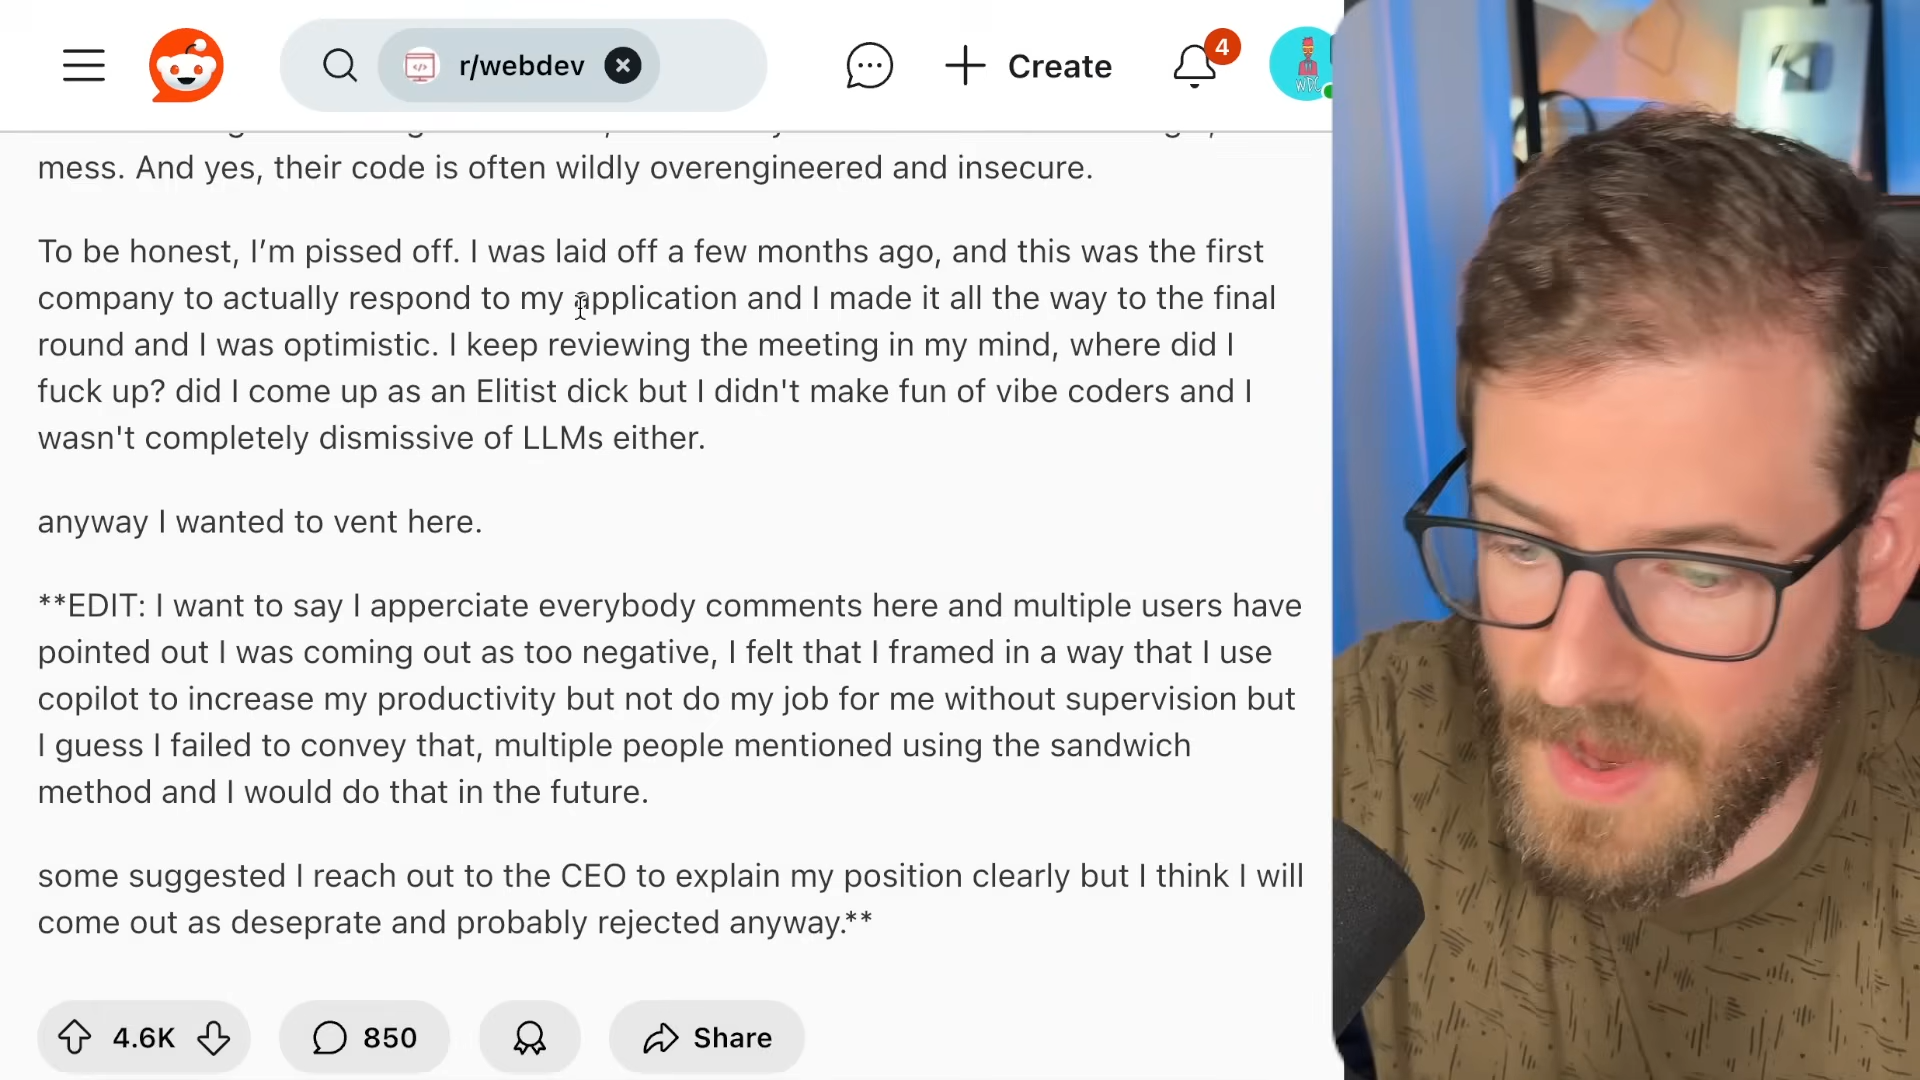 r/webdev
Create
4
WDC
mess. And yes, their code is often wildly overengineered and insecure.
To be honest, I’m pissed off. I was laid off a few months ago, and this was the first
company to actually respond to my application and I made it all the way to the final
round and I was optimistic. I keep reviewing the meeting in my mind, where did I
fuck up? did I come up as an Elitist dick but I didn't make fun of vibe coders and I
wasn't completely dismissive of LLMs either.
anyway I wanted to vent here.
**EDIT: I want to say I apperciate everybody comments here and multiple users have
pointed out I was coming out as too negative, I felt that I framed in a way that I use
copilot to increase my productivity but not do my job for me without supervision but
I guess I failed to convey that, multiple people mentioned using the sandwich
method and I would do that in the future.
some suggested I reach out to the CEO to explain my position clearly but I think I will
come out as deseprate and probably rejected anyway.**
4.6K
850
Share